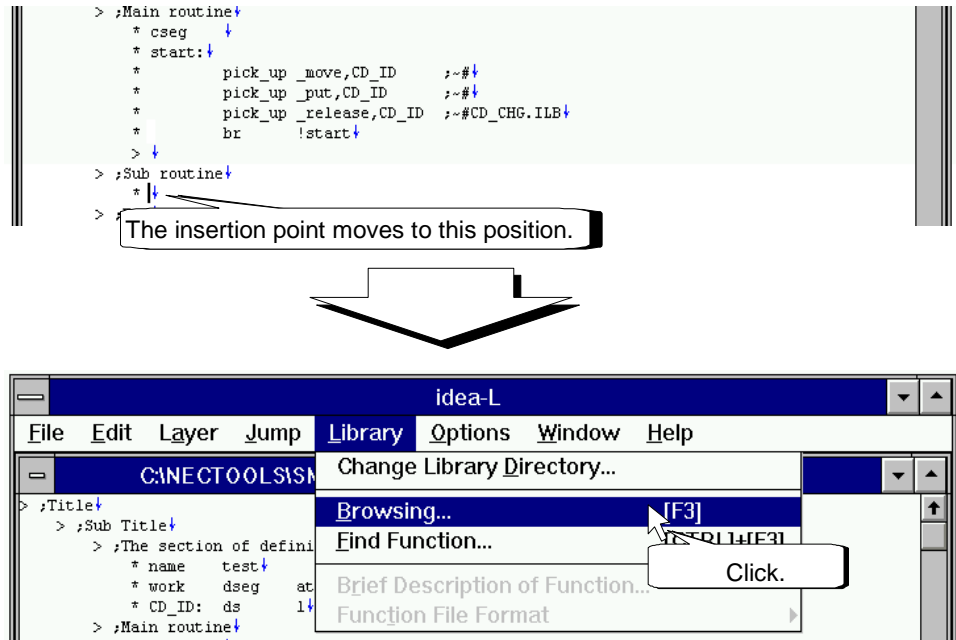 > ;Main routine↓
* cseg ↓
* start:↓
* pick_up _move,CD_ID ;~#↓
* pick_up _put,CD_ID ;~#↓
* pick_up _release,CD_ID ;~#CD_CHG.ILB↓
* br !start↓
> ↓
> ;Sub routine↓
* ↓
> ;
The insertion point moves to this position.
idea-L
File Edit Layer Jump Library Options Window Help
C:\NECTOOLS\SM
Change Library Directory...
> ;Title↓
Browsing... [F3]
> ;Sub Title↓
> ;The section of defini
Find Function... [CTRL]+[F3]
* name test↓
Click.
* work dseg at
Brief Description of Function...
* CD_ID: ds 1↓
Function File Format
> ;Main routine↓